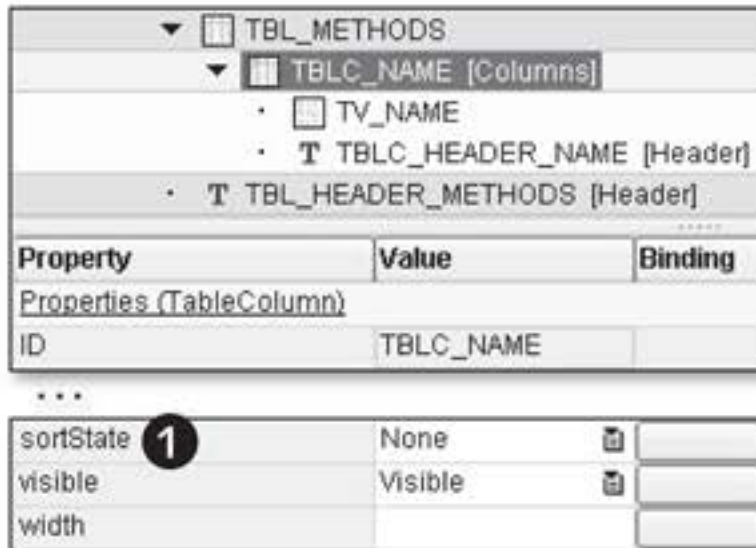 TBL_METHODS
TBLC_NAME [Columns]
TV_NAME
T TBLC_HEADER_NAME [Header]
T TBL_HEADER_METHODS [Header]
Property Value Binding
Properties (TableColumn)
ID TBLC_NAME
...
sortState 1 None
visible Visible
width